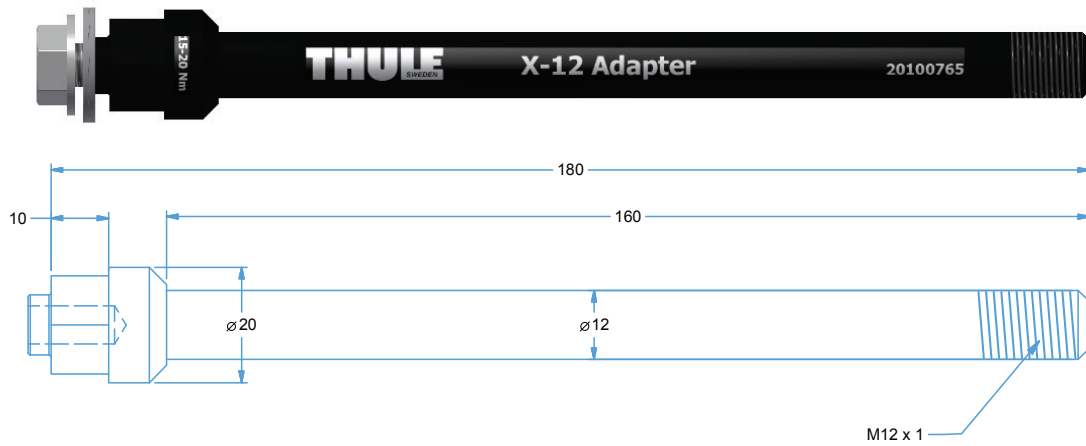 15-20 Nm
THULE
SWEDEN
X-12 Adapter
20100765
180
10
160
⌀20
⌀12
M12 x 1